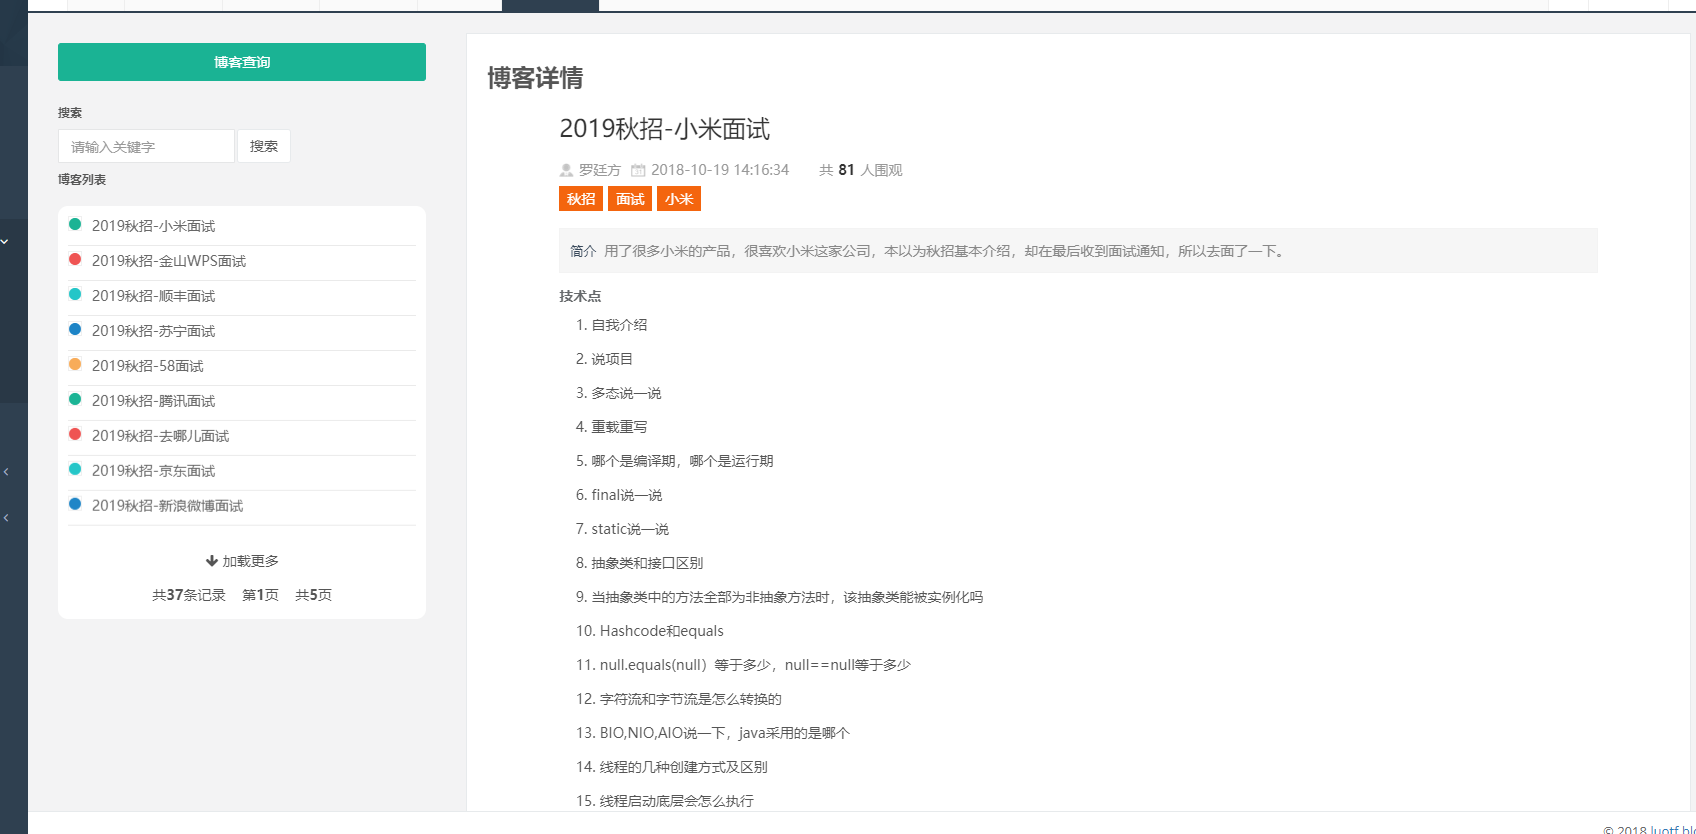 博客查询
搜索
请输入关键字 搜索
博客列表
2019秋招-小米面试
2019秋招-金山WPS面试
2019秋招-顺丰面试
2019秋招-苏宁面试
2019秋招-58面试
2019秋招-腾讯面试
2019秋招-去哪儿面试
2019秋招-京东面试
2019秋招-新浪微博面试
加载更多
共37条记录 第1页 共5页
博客详情
2019秋招-小米面试
罗廷方 2018-10-19 14:16:34 共 81 人围观
秋招 面试 小米
简介 用了很多小米的产品，很喜欢小米这家公司，本以为秋招基本介绍，却在最后收到面试通知，所以去面了一下。
技术点
1. 自我介绍
2. 说项目
3. 多态说一说
4. 重载重写
5. 哪个是编译期，哪个是运行期
6. final说一说
7. static说一说
8. 抽象类和接口区别
9. 当抽象类中的方法全部为非抽象方法时，该抽象类能被实例化吗
10. Hashcode和equals
11. null.equals(null）等于多少，null==null等于多少
12. 字符流和字节流是怎么转换的
13. BIO,NIO,AIO说一下，java采用的是哪个
14. 线程的几种创建方式及区别
15. 线程启动底层会怎么执行
© 2018 luotf blo